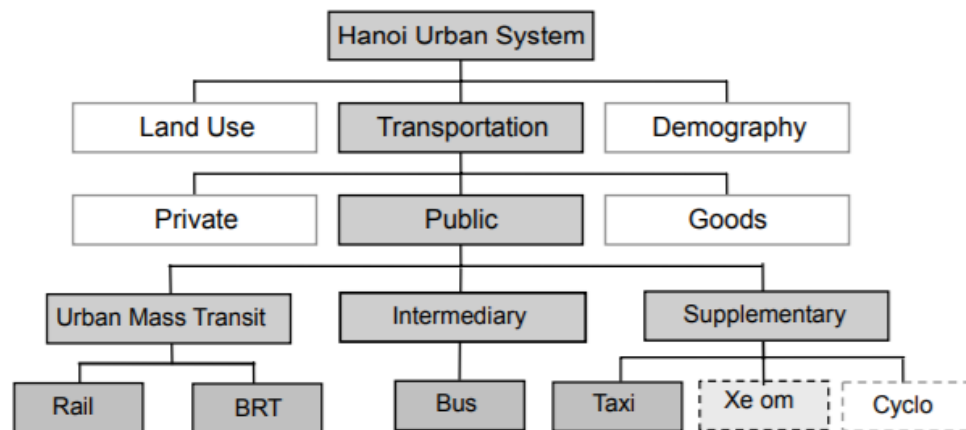 Hanoi Urban System
Land Use
Transportation
Demography
Private
Public
Goods
Urban Mass Transit
Intermediary
Supplementary
Rail
BRT
Bus
Taxi
Xe om
Cyclo